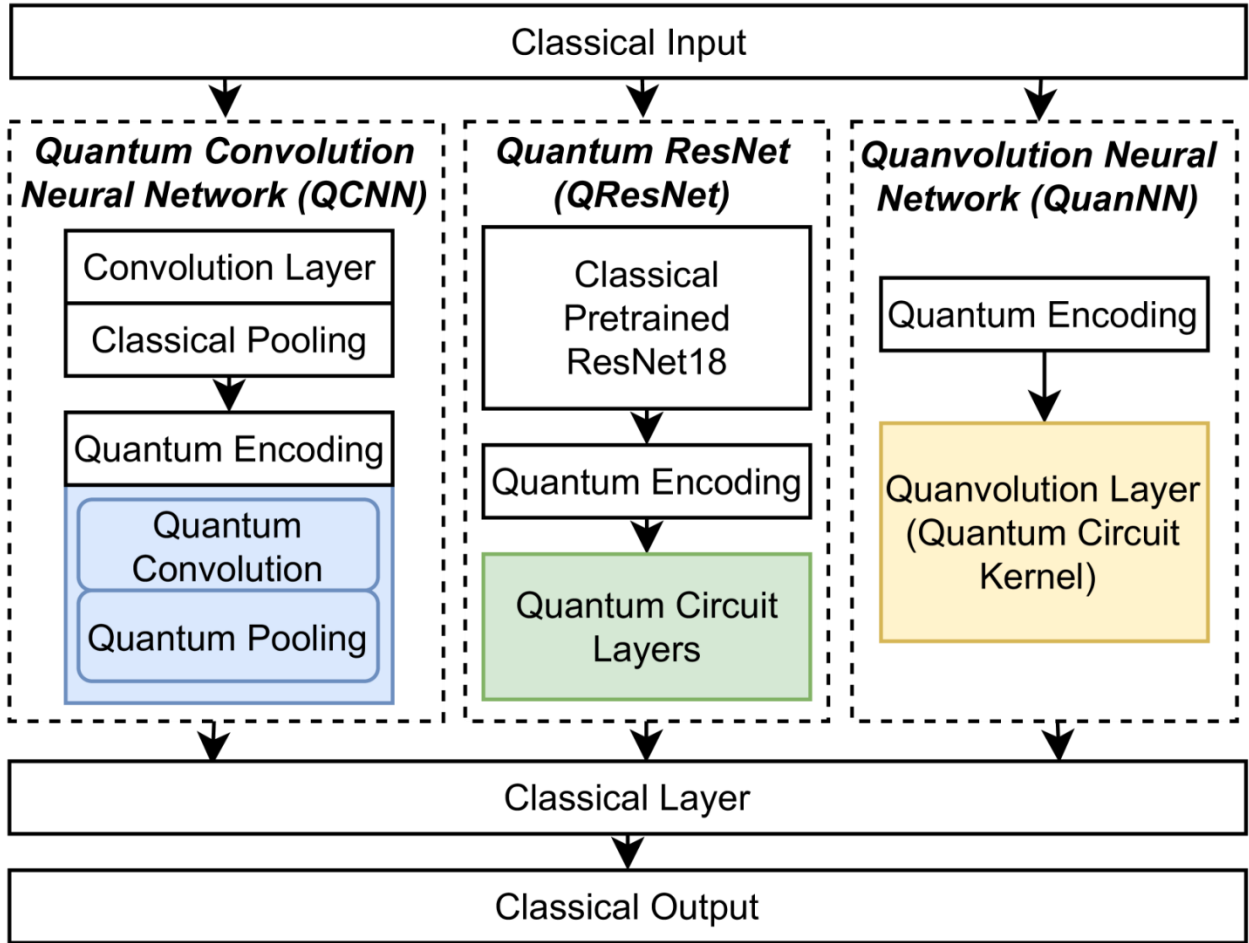 Classical Input
Quantum Convolution
Neural Network (QCNN)
Convolution Layer
Classical Pooling
Quantum Encoding
Quantum
Convolution
Quantum Pooling
Quantum ResNet
(QResNet)
Classical
Pretrained
ResNet18
Quantum Encoding
Quantum Circuit
Layers
Quanvolution Neural
Network (QuanNN)
Quantum Encoding
Quanvolution Layer
(Quantum Circuit
Kernel)
Classical Layer
Classical Output